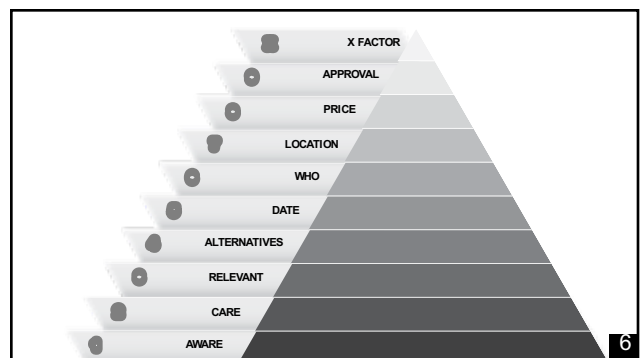 X FACTOR
APPROVAL
PRICE
LOCATION
WHO
DATE
ALTERNATIVES
RELEVANT
CARE
AWARE
6